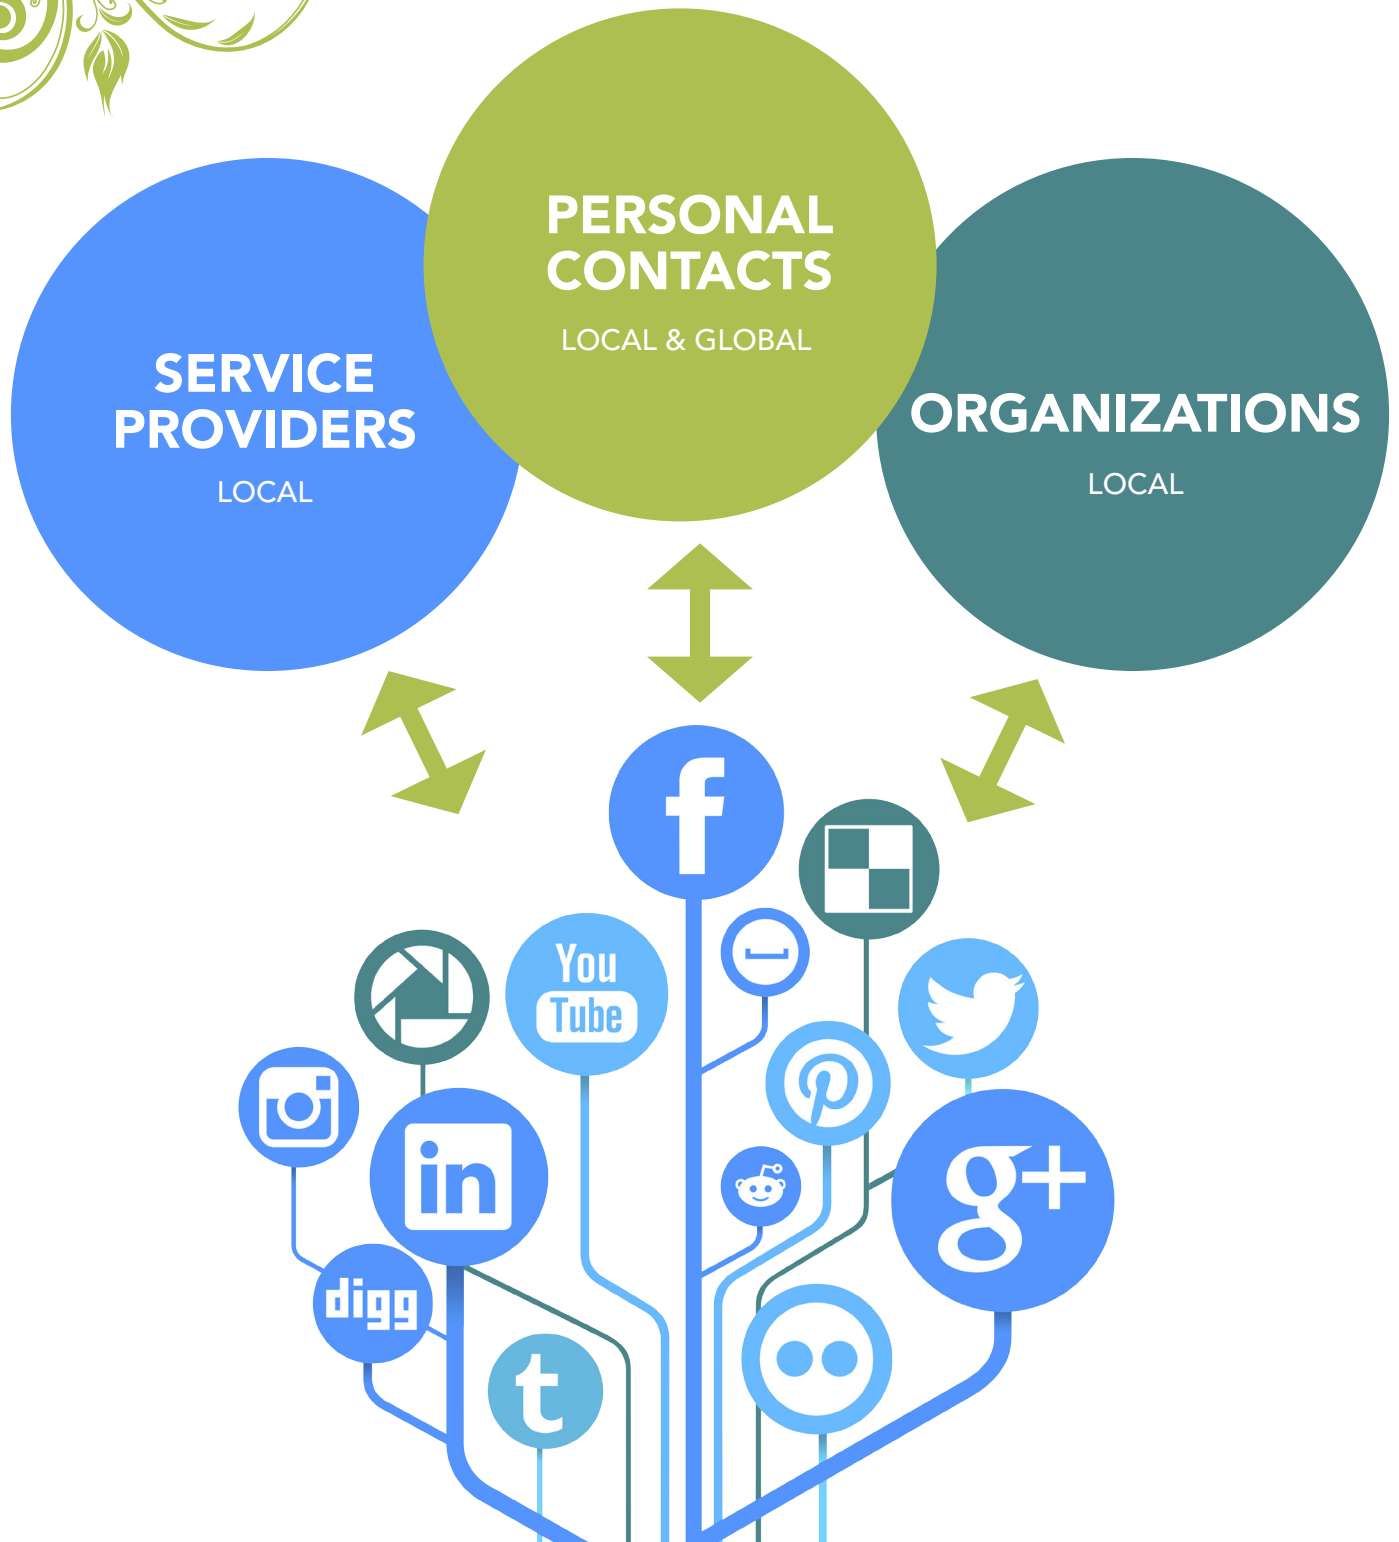 PERSONAL
CONTACTS
LOCAL & GLOBAL
SERVICE
PROVIDERS
LOCAL
ORGANIZATIONS
LOCAL
f
You
Tube
in
g+
digg
t